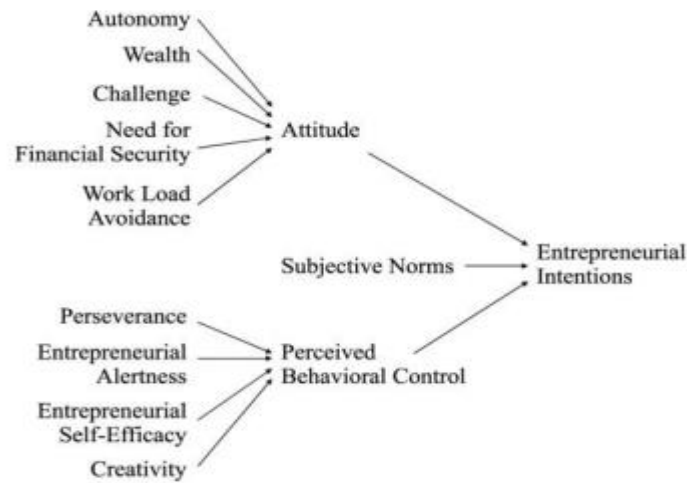 Autonomy
Wealth
Challenge
Need for
Financial Security
Work Load
Avoidance
Attitude
Subjective Norms
Entrepreneurial
Intentions
Perseverance
Entrepreneurial
Alertness
Entrepreneurial
Self-Efficacy
Creativity
Perceived
Behavioral Control